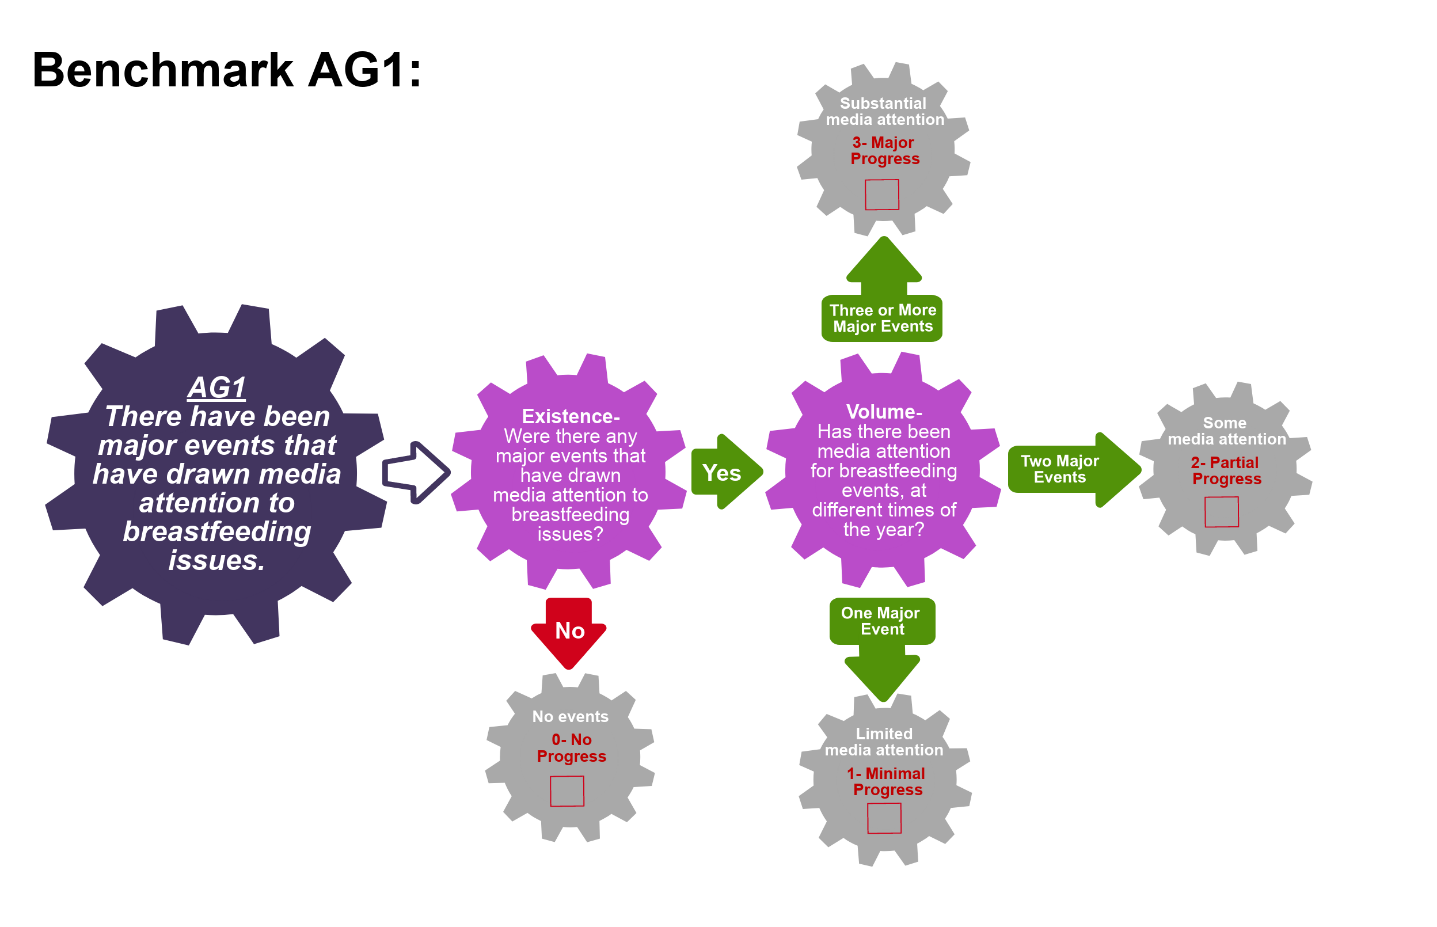 Benchmark AG1:
AG1
There have been
major events that
have drawn media
attention to
breastfeeding
issues.
Existence-
Were there any
major events that
have drawn
media attention to
breastfeeding
issues?
No
No events
0- No
Progress
Yes
Volume-
Has there been
media attention
for breastfeeding
events, at
different times of
the year?
Three or More
Major Events
Substantial
media attention
3- Major
Progress
Two Major
Events
Some
media attention
2- Partial
Progress
One Major
Event
Limited
media attention
1- Minimal
Progress